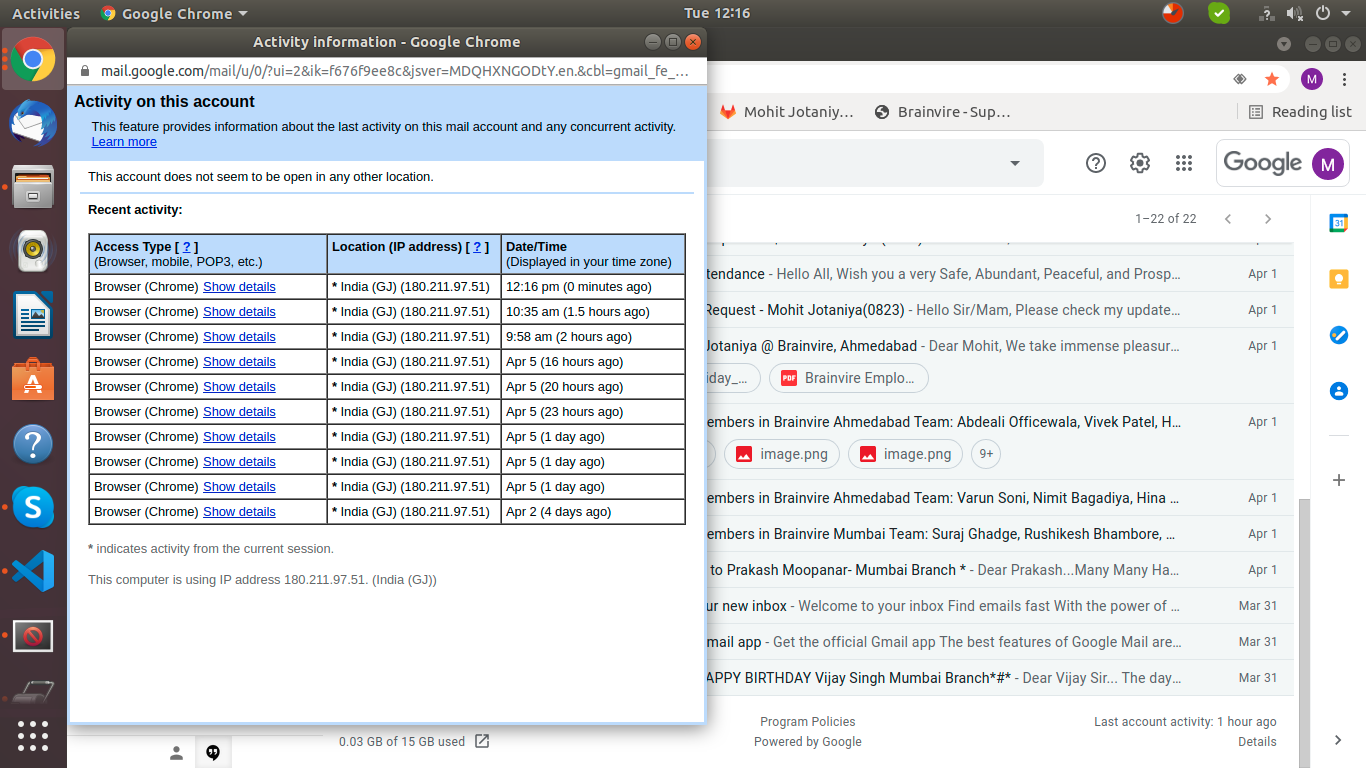 Activities
Google Chrome
Tue 12:16
Activity information - Google Chrome
mail.google.com/mail/u/0/?ui=2&ik=f676f9ee8c&jsver=MDQHXNGODtY.en.&cbl=gmail_fe_...
Activity on this account
This feature provides information about the last activity on this mail account and any concurrent activity.
Learn more
This account does not seem to be open in any other location.
Recent activity:
Access Type [ ? ] Location (IP address) [ ? ] Date/Time
(Browser, mobile, POP3, etc.) (Displayed in your time zone)
Browser (Chrome) Show details * India (GJ) (180.211.97.51) 12:16 pm (0 minutes ago)
Browser (Chrome) Show details * India (GJ) (180.211.97.51) 10:35 am (1.5 hours ago)
Browser (Chrome) Show details * India (GJ) (180.211.97.51) 9:58 am (2 hours ago)
Browser (Chrome) Show details * India (GJ) (180.211.97.51) Apr 5 (16 hours ago)
Browser (Chrome) Show details * India (GJ) (180.211.97.51) Apr 5 (20 hours ago)
Browser (Chrome) Show details * India (GJ) (180.211.97.51) Apr 5 (23 hours ago)
Browser (Chrome) Show details * India (GJ) (180.211.97.51) Apr 5 (1 day ago)
Browser (Chrome) Show details * India (GJ) (180.211.97.51) Apr 5 (1 day ago)
Browser (Chrome) Show details * India (GJ) (180.211.97.51) Apr 5 (1 day ago)
Browser (Chrome) Show details * India (GJ) (180.211.97.51) Apr 2 (4 days ago)
* indicates activity from the current session.
This computer is using IP address 180.211.97.51. (India (GJ))
M
Mohit Jotaniy...
Brainvire - Sup...
Reading list
Google M
1–22 of 22
31
tendance - Hello All, Wish you a very Safe, Abundant, Peaceful, and Prosp... Apr 1
Request - Mohit Jotaniya(0823) - Hello Sir/Mam, Please check my update... Apr 1
Jotaniya @ Brainvire, Ahmedabad - Dear Mohit, We take immense pleasur... Apr 1
iday_... PDF Brainvire Emplo...
embers in Brainvire Ahmedabad Team: Abdeali Officewala, Vivek Patel, H... Apr 1
image.png image.png 9+
embers in Brainvire Ahmedabad Team: Varun Soni, Nimit Bagadiya, Hina ... Apr 1
embers in Brainvire Mumbai Team: Suraj Ghadge, Rushikesh Bhambore, ... Apr 1
to Prakash Moopanar- Mumbai Branch * - Dear Prakash...Many Many Ha... Apr 1
ur new inbox - Welcome to your inbox Find emails fast With the power of ... Mar 31
mail app - Get the official Gmail app The best features of Google Mail are... Mar 31
APPY BIRTHDAY Vijay Singh Mumbai Branch*#* - Dear Vijay Sir... The day... Mar 31
0.03 GB of 15 GB used
Program Policies
Powered by Google
Last account activity: 1 hour ago
Details